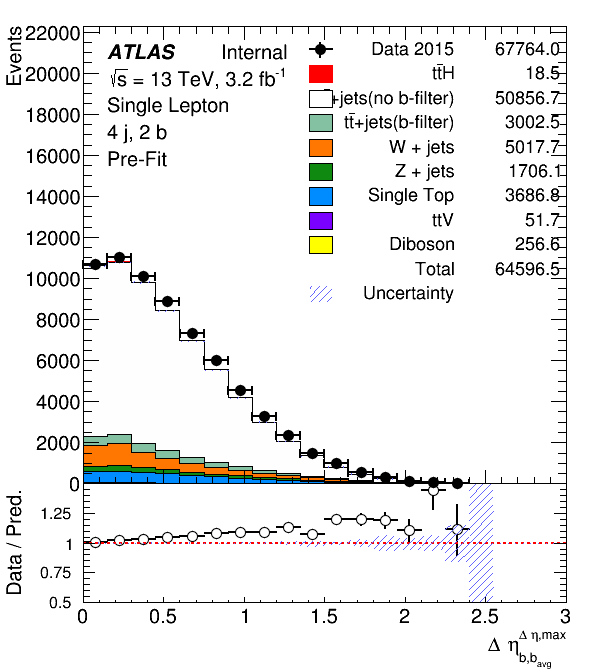 Events
22000
20000
18000
16000
14000
12000
10000
8000
6000
4000
2000
0
ATLAS Internal
√s = 13 TeV, 3.2 fb⁻¹
Single Lepton
4 j, 2 b
Pre-Fit
Data 2015 67764.0
tt̄H 18.5
+jets(no b-filter) 50856.7
tt̄+jets(b-filter) 3002.5
W + jets 5017.7
Z + jets 1706.1
Single Top 3686.8
ttV 51.7
Diboson 256.6
Total 64596.5
Uncertainty
Data / Pred.
1.25
1
0.75
0.5
0 0.5 1 1.5 2 2.5 3
Δ η b,b avg Δ η,max